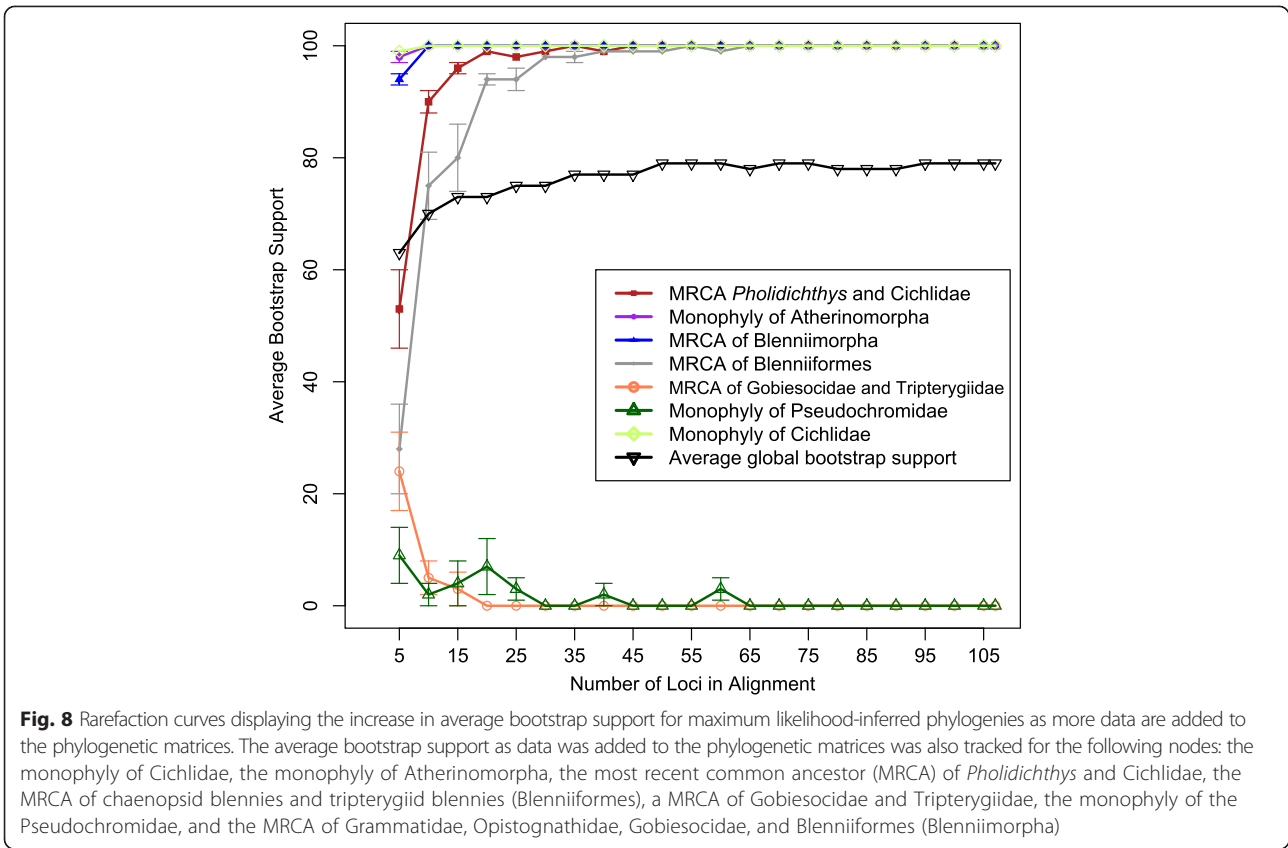 100
80
60
40
20
0
Average Bootstrap Support
MRCA Pholidichthys and Cichlidae
Monophyly of Atherinomorpha
MRCA of Blenniimorpha
MRCA of Blenniiformes
MRCA of Gobiesocidae and Tripterygiidae
Monophyly of Pseudochromidae
Monophyly of Cichlidae
Average global bootstrap support
5 15 25 35 45 55 65 75 85 95 105
Number of Loci in Alignment
Fig. 8 Rarefaction curves displaying the increase in average bootstrap support for maximum likelihood-inferred phylogenies as more data are added to
the phylogenetic matrices. The average bootstrap support as data was added to the phylogenetic matrices was also tracked for the following nodes: the
monophyly of Cichlidae, the monophyly of Atherinomorpha, the most recent common ancestor (MRCA) of Pholidichthys and Cichlidae, the
MRCA of chaenopsid blennies and tripterygiid blennies (Blenniiformes), a MRCA of Gobiesocidae and Tripterygiidae, the monophyly of the
Pseudochromidae, and the MRCA of Grammatidae, Opistognathidae, Gobiesocidae, and Blenniiformes (Blenniimorpha)